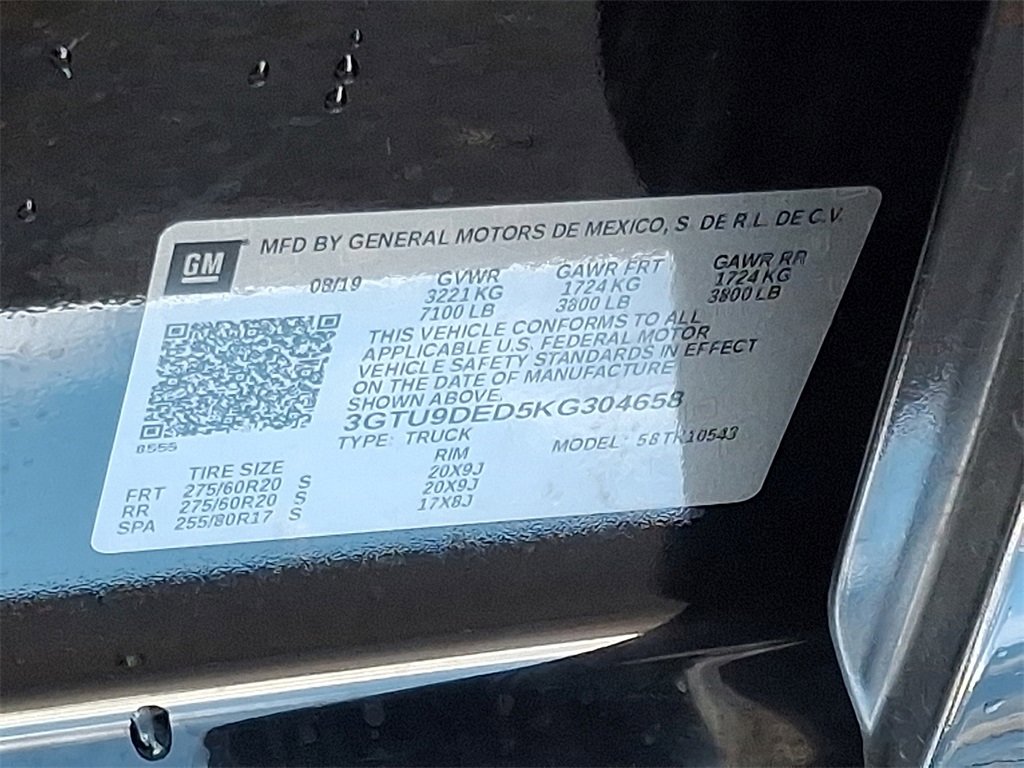 GM MFD BY GENERAL MOTORS DE MEXICO, S. DE R.L. DE C.V.
08/19 GVWR GAWR FRT GAWR RR
3221 KG 1724 KG 1724 KG
7100 LB 3800 LB 3800 LB
THIS VEHICLE CONFORMS TO ALL
APPLICABLE U.S. FEDERAL MOTOR
VEHICLE SAFETY STANDARDS IN EFFECT
ON THE DATE OF MANUFACTURE
SHOWN ABOVE.
3GTU9DED5KG304658
8555 TYPE: TRUCK MODEL: 58TK10543
TIRE SIZE RIM
FRT 275/60R20 S 20X9J
RR 275/60R20 S 20X9J
SPA 255/80R17 S 17X8J